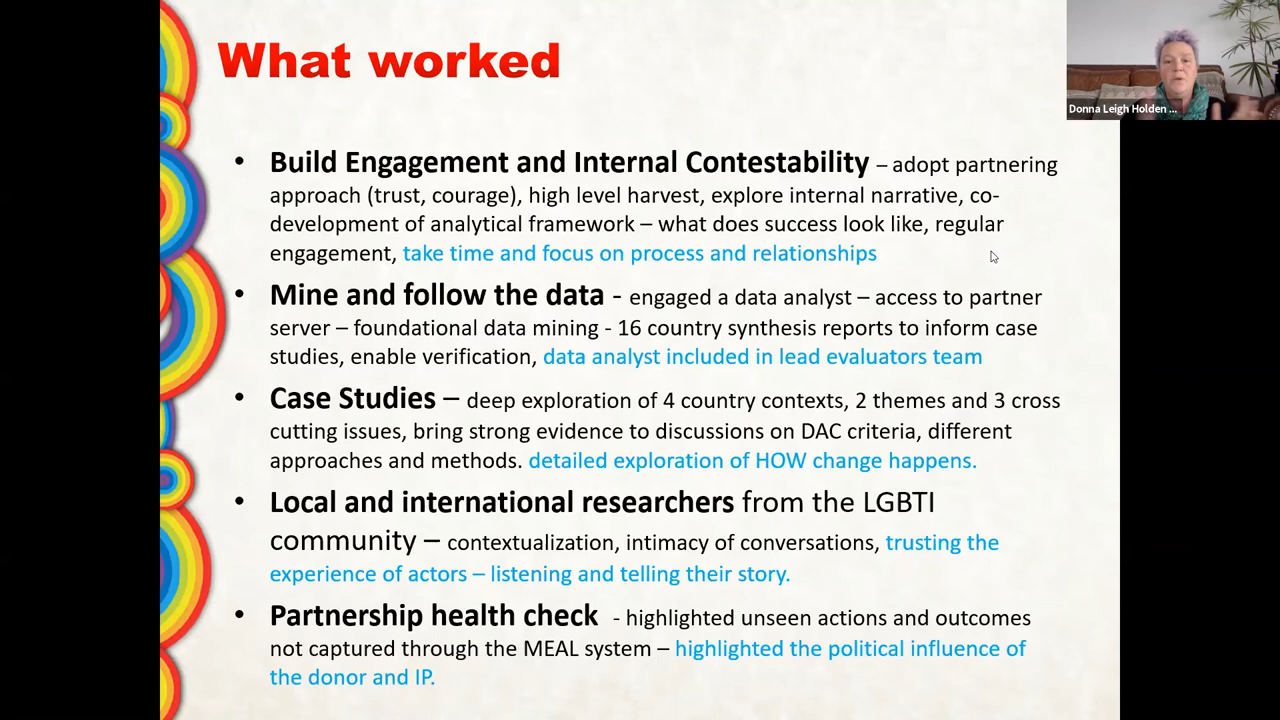 What worked
Donna Leigh Holden ...
• Build Engagement and Internal Contestability – adopt partnering
approach (trust, courage), high level harvest, explore internal narrative, co-
development of analytical framework – what does success look like, regular
engagement, take time and focus on process and relationships
• Mine and follow the data - engaged a data analyst – access to partner
server – foundational data mining - 16 country synthesis reports to inform case
studies, enable verification, data analyst included in lead evaluators team
• Case Studies – deep exploration of 4 country contexts, 2 themes and 3 cross
cutting issues, bring strong evidence to discussions on DAC criteria, different
approaches and methods. detailed exploration of HOW change happens.
• Local and international researchers from the LGBTI
community – contextualization, intimacy of conversations, trusting the
experience of actors – listening and telling their story.
• Partnership health check - highlighted unseen actions and outcomes
not captured through the MEAL system – highlighted the political influence of
the donor and IP.